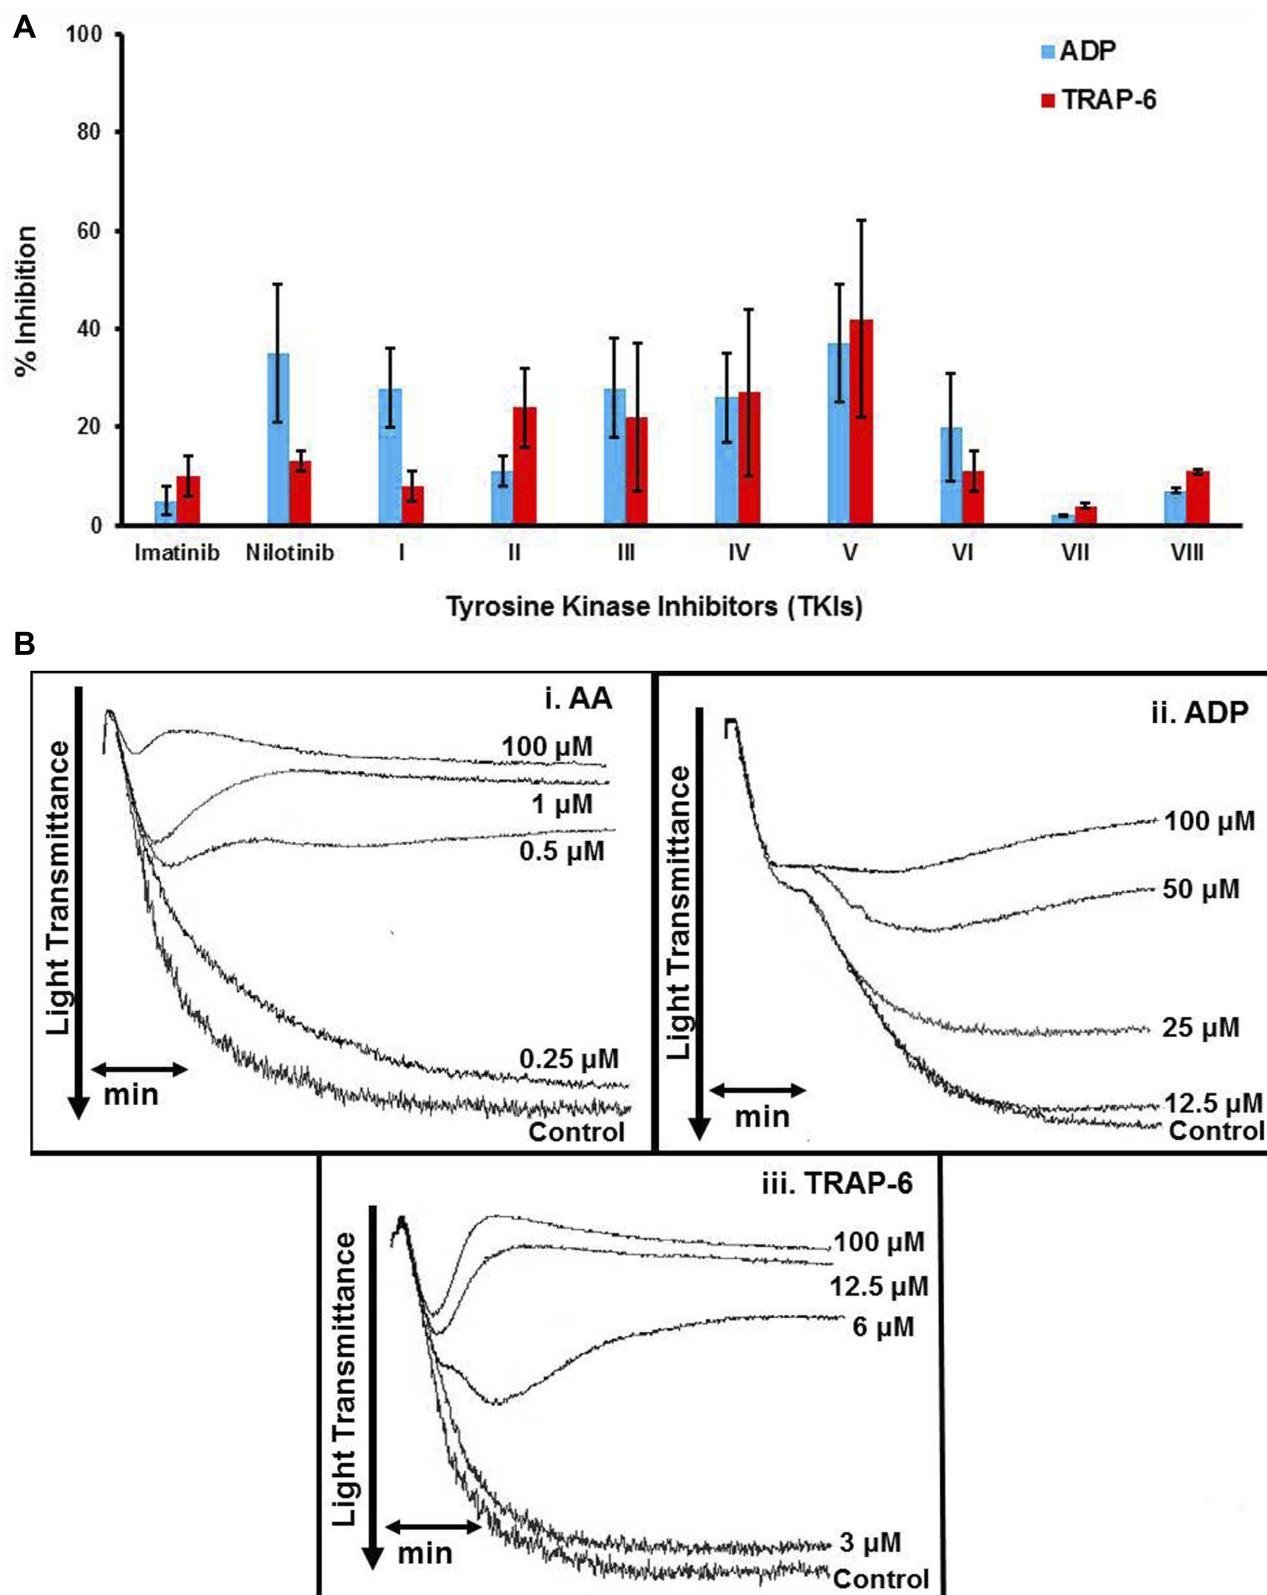 A
100
80
60
40
20
0
% Inhibition
ADP
TRAP-6
Imatinib Nilotinib I II III IV V VI VII VIII
Tyrosine Kinase Inhibitors (TKIs)
B
i. AA
Light Transmittance
100 µM
1 µM
0.5 µM
0.25 µM
Control
min
ii. ADP
Light Transmittance
100 µM
50 µM
25 µM
12.5 µM
Control
min
iii. TRAP-6
Light Transmittance
100 µM
12.5 µM
6 µM
3 µM
Control
min